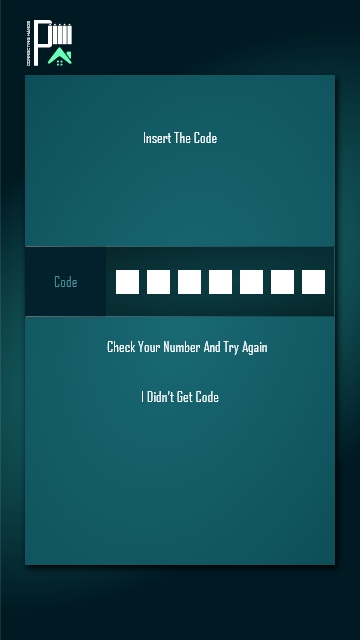 CONNECTING HANDS
Insert The Code
Code
Check Your Number And Try Again
I Didn't Get Code